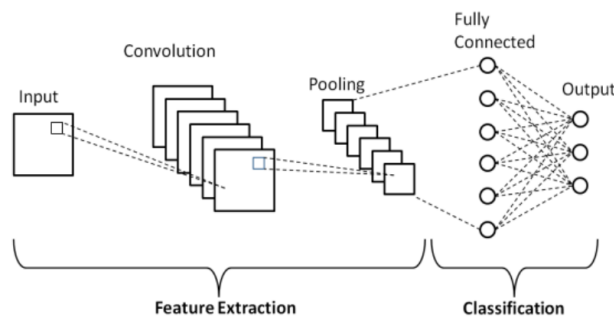 Input
Convolution
Pooling
Fully
Connected
Output
Feature Extraction
Classification